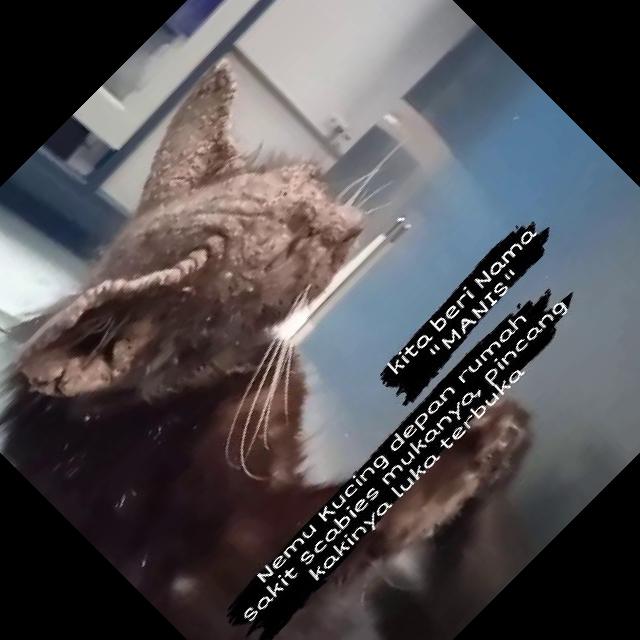 kita beri Nama
"MANIS"
Nemu Kucing depan rumah
Sakit scabies mukanya, pincang
kakinya luka terbuka